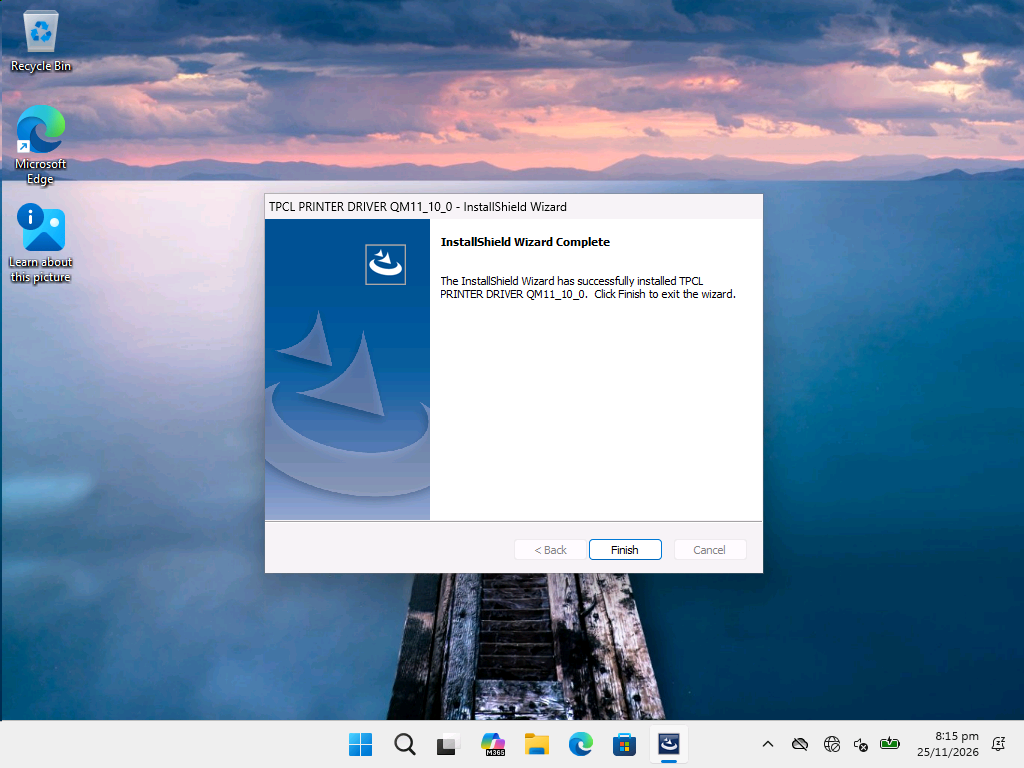 Recycle Bin
Microsoft
Edge
Learn about
this picture
TPCL PRINTER DRIVER QM11_10_0 - InstallShield Wizard
InstallShield Wizard Complete
The InstallShield Wizard has successfully installed TPCL
PRINTER DRIVER QM11_10_0.  Click Finish to exit the wizard.
< Back
Finish
Cancel
M365
8:15 pm
25/11/2026